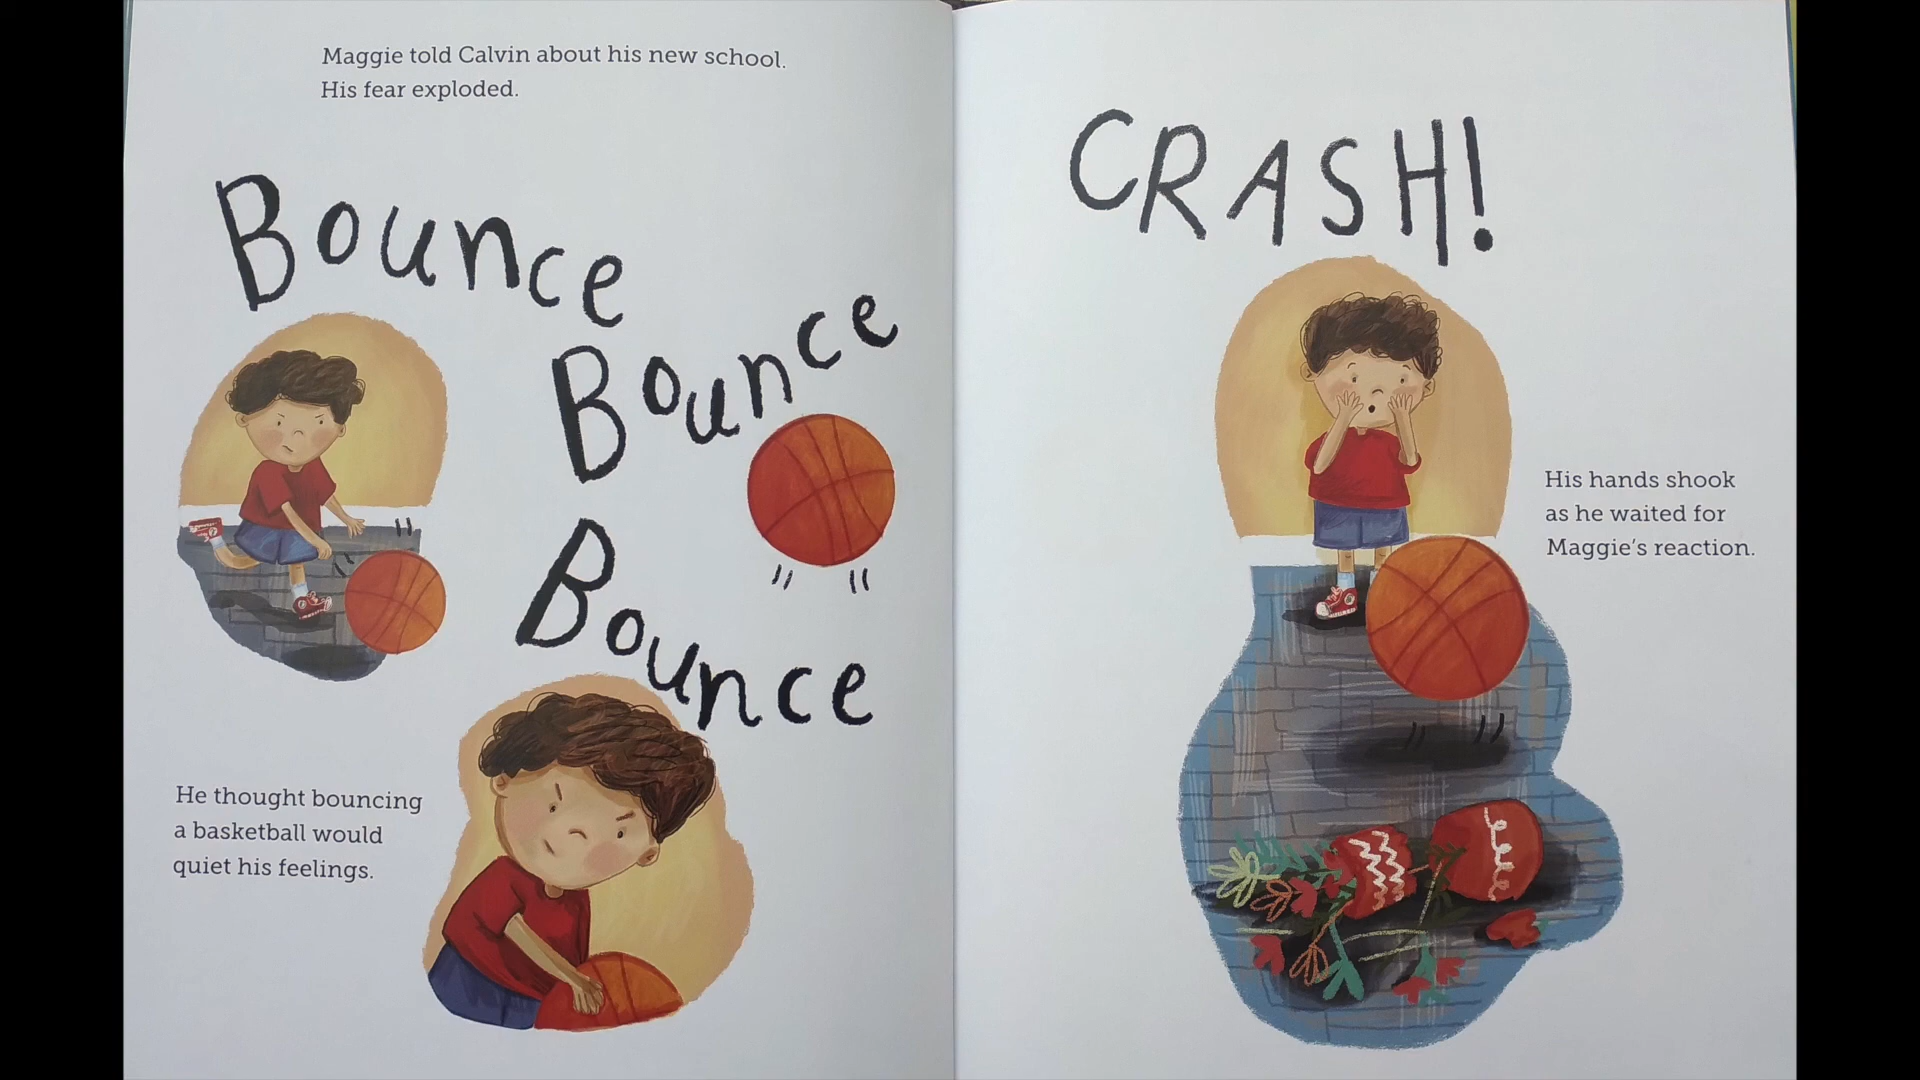 Maggie told Calvin about his new school.
His fear exploded.
Bounce
Bounce
Bounce
He thought bouncing
a basketball would
quiet his feelings.
CRASH!
His hands shook
as he waited for
Maggie's reaction.